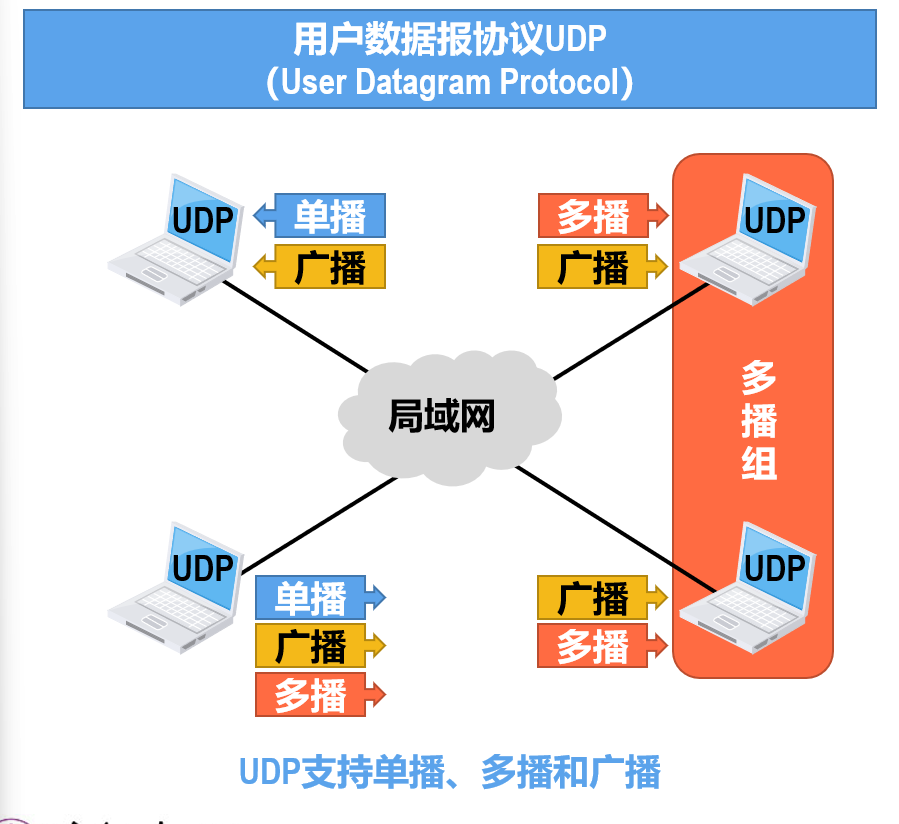 用户数据报协议UDP
（User Datagram Protocol）
UDP
单播
广播
多播
广播
UDP
局域网
多播组
UDP
单播
广播
多播
广播
多播
UDP
UDP支持单播、多播和广播